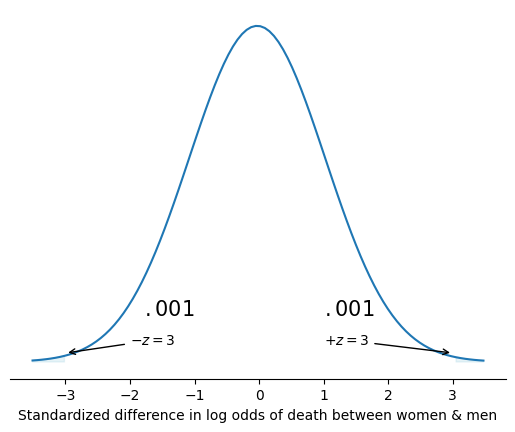 .001 .001
−z = 3 +z = 3
−3 −2 −1 0 1 2 3
Standardized difference in log odds of death between women & men